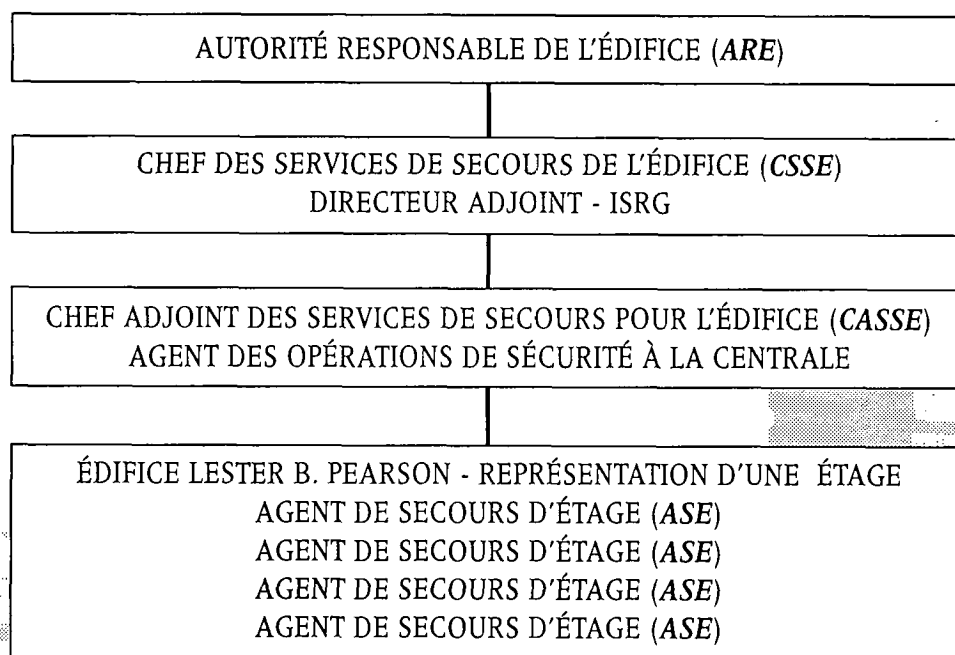 AUTORITÉ RESPONSABLE DE L'ÉDIFICE (ARE)
CHEF DES SERVICES DE SECOURS DE L'ÉDIFICE (CSSE)
DIRECTEUR ADJOINT - ISRG
CHEF ADJOINT DES SERVICES DE SECOURS POUR L'ÉDIFICE (CASSE)
AGENT DES OPÉRATIONS DE SÉCURITÉ À LA CENTRALE
ÉDIFICE LESTER B. PEARSON - REPRÉSENTATION D'UNE ÉTAGE
AGENT DE SECOURS D'ÉTAGE (ASE)
AGENT DE SECOURS D'ÉTAGE (ASE)
AGENT DE SECOURS D'ÉTAGE (ASE)
AGENT DE SECOURS D'ÉTAGE (ASE)